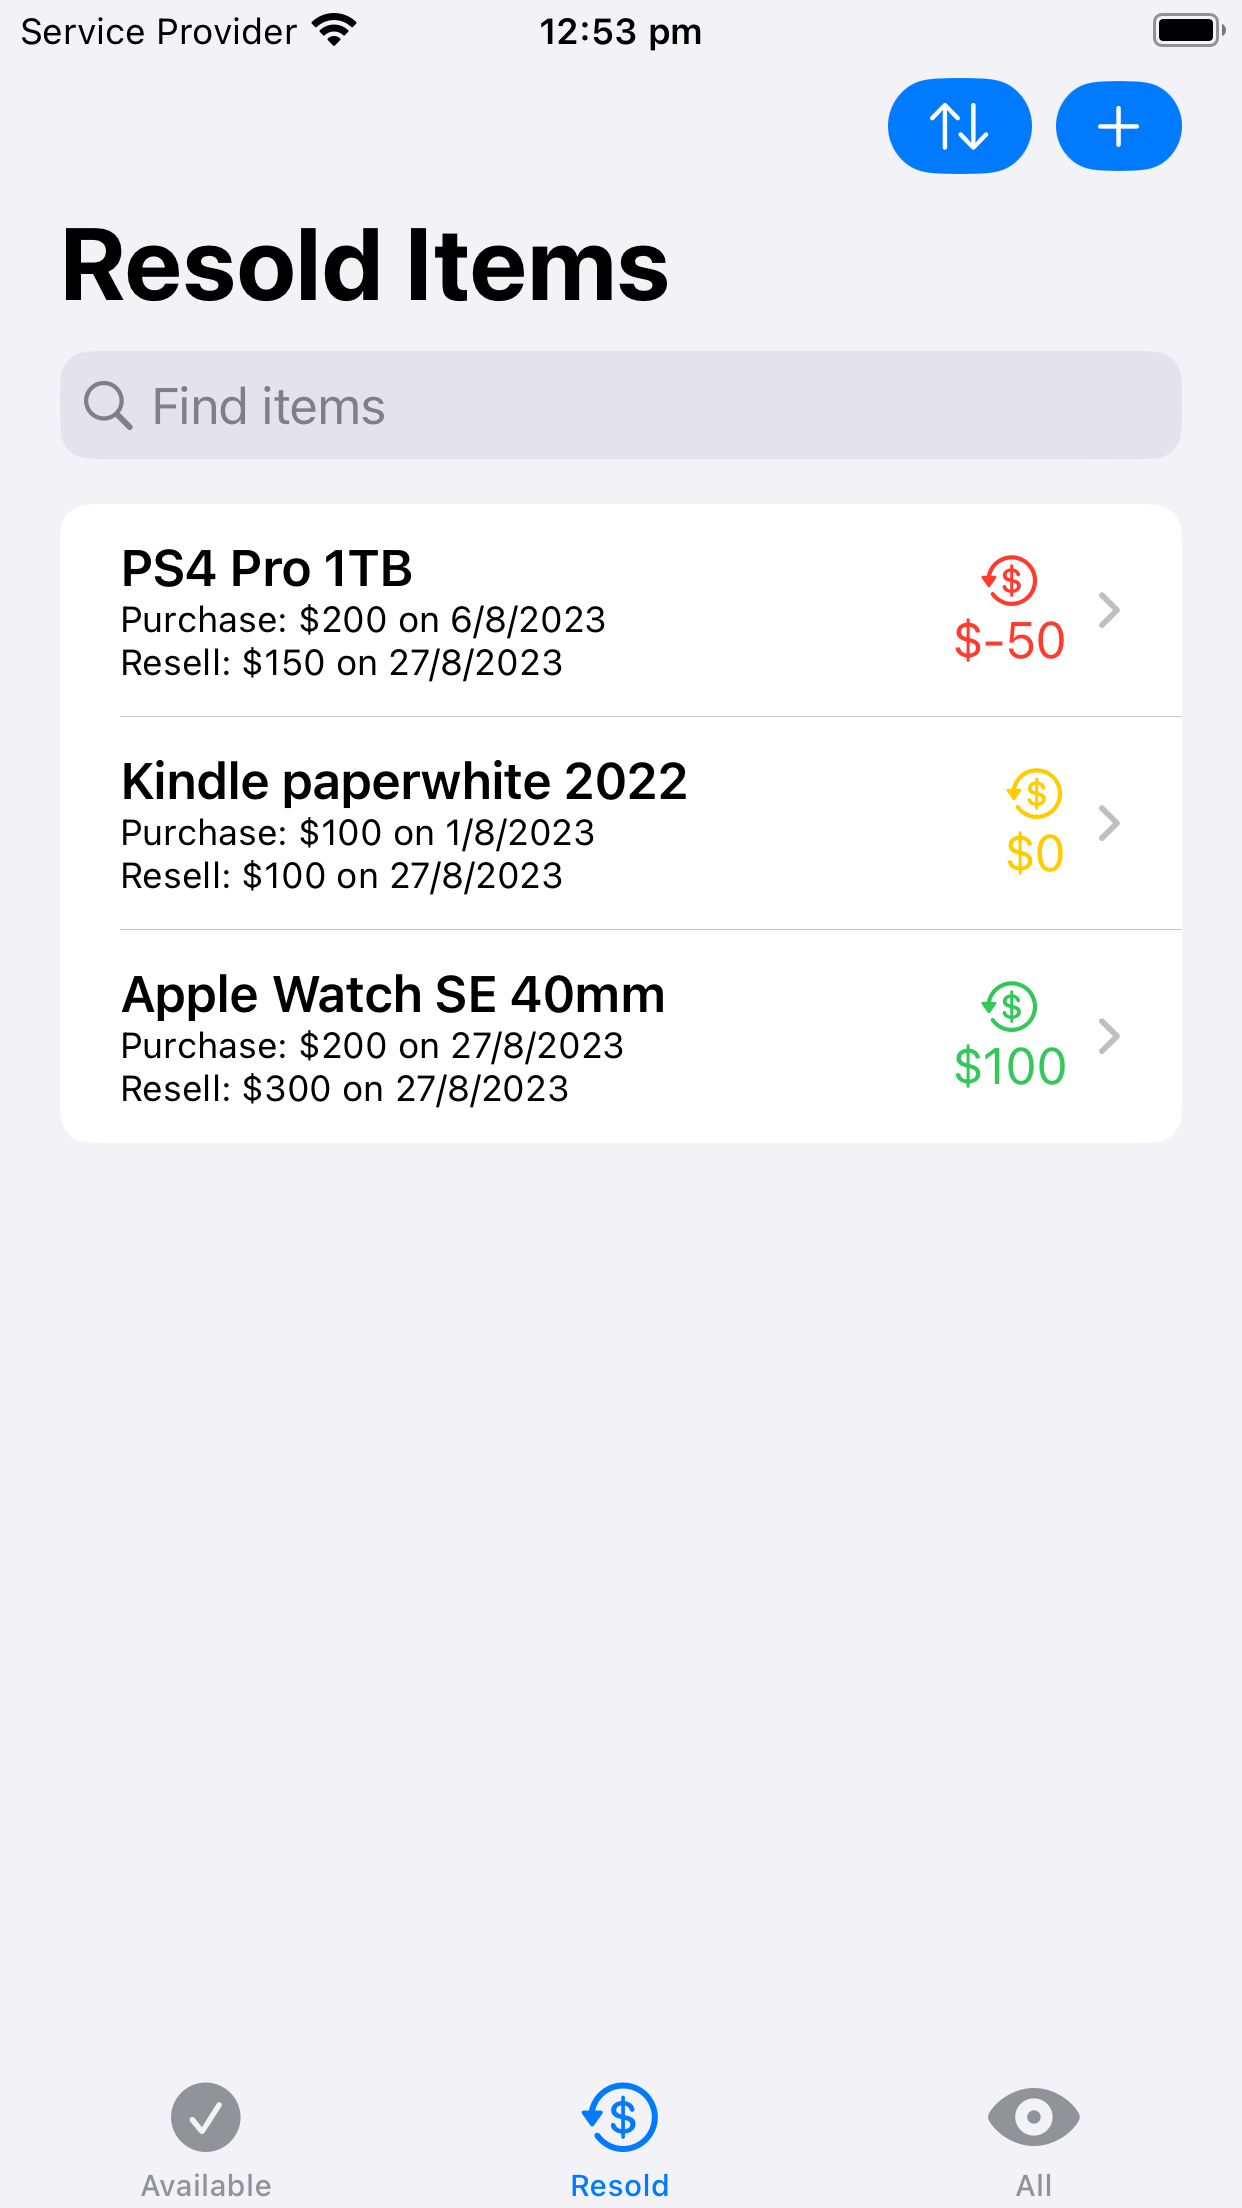 Service Provider
12:53 pm
Resold Items
Find items
PS4 Pro 1TB
Purchase: $200 on 6/8/2023
Resell: $150 on 27/8/2023
$-50
Kindle paperwhite 2022
Purchase: $100 on 1/8/2023
Resell: $100 on 27/8/2023
$0
Apple Watch SE 40mm
Purchase: $200 on 27/8/2023
Resell: $300 on 27/8/2023
$100
Available
Resold
All